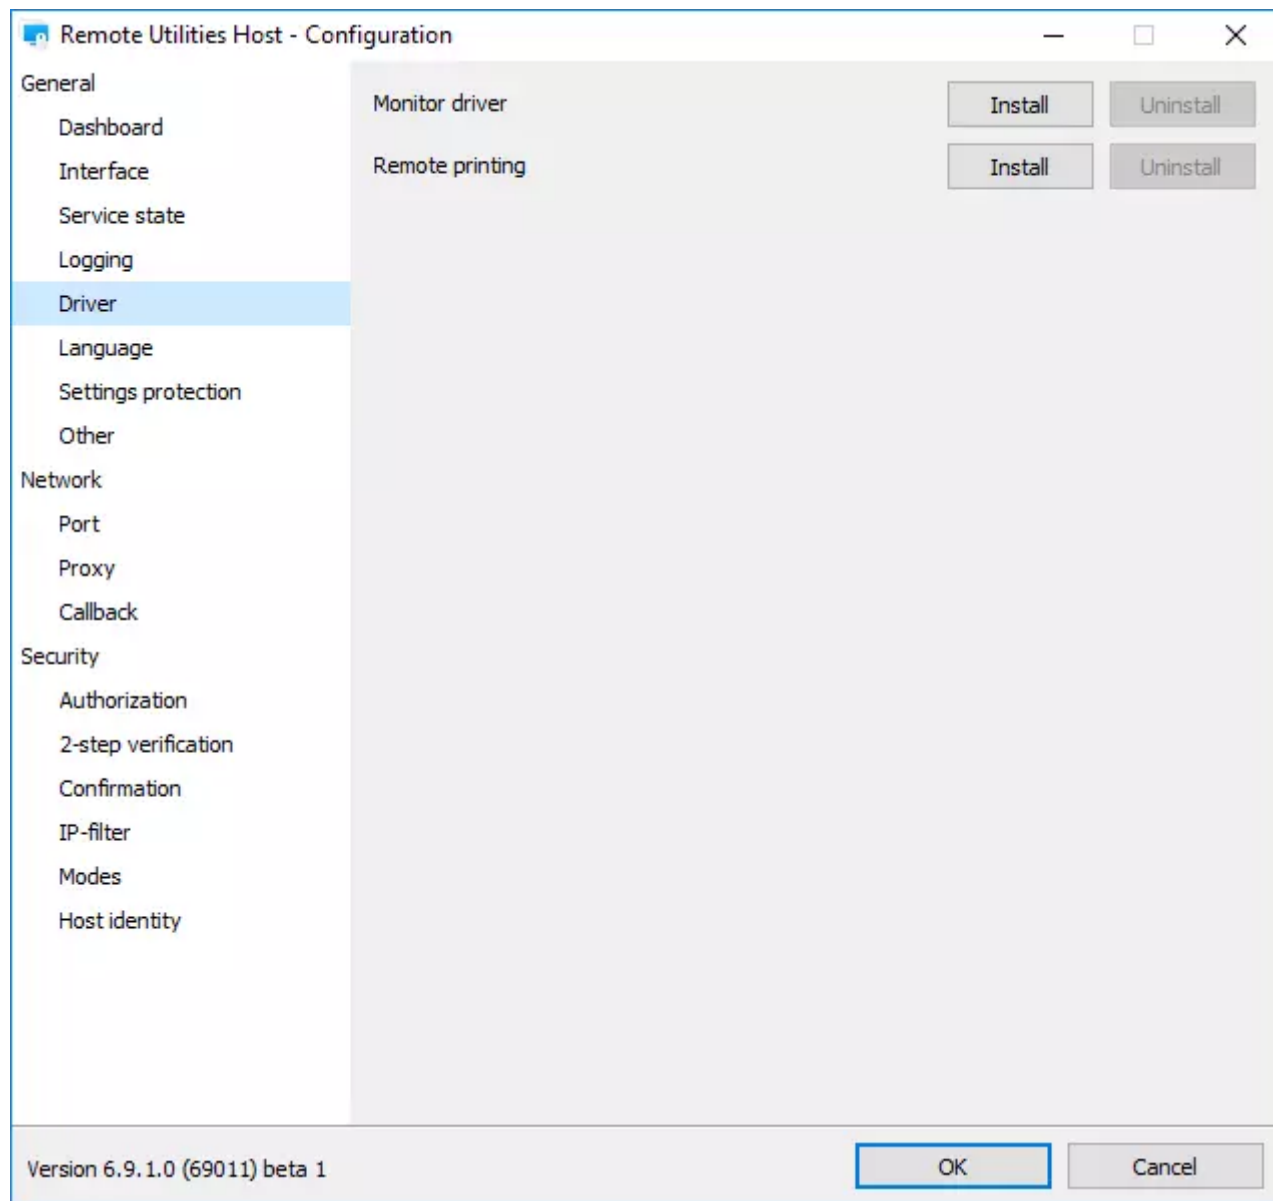 Remote Utilities Host - Configuration
General
Dashboard
Interface
Service state
Logging
Driver
Language
Settings protection
Other
Network
Port
Proxy
Callback
Security
Authorization
2-step verification
Confirmation
IP-filter
Modes
Host identity
Monitor driver Install Uninstall
Remote printing Install Uninstall
Version 6.9.1.0 (69011) beta 1 OK Cancel